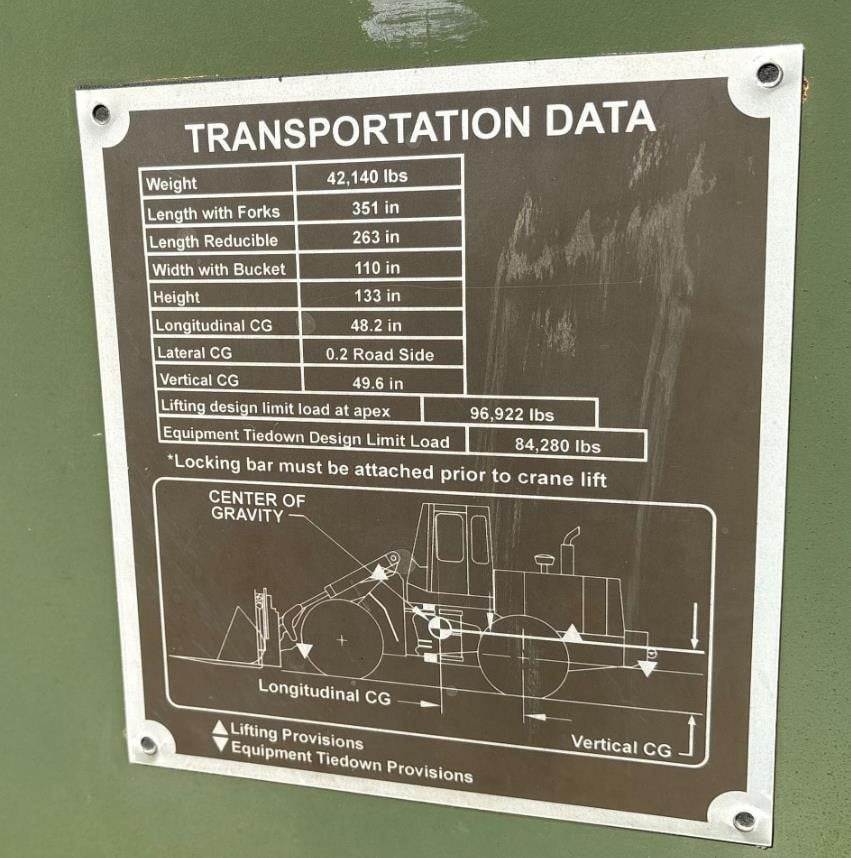 TRANSPORTATION DATA
Weight 42,140 lbs
Length with Forks 351 in
Length Reducible 263 in
Width with Bucket 110 in
Height 133 in
Longitudinal CG 48.2 in
Lateral CG 0.2 Road Side
Vertical CG 49.6 in
Lifting design limit load at apex 96,922 lbs
Equipment Tiedown Design Limit Load 84,280 lbs
*Locking bar must be attached prior to crane lift
CENTER OF
GRAVITY
Longitudinal CG
Vertical CG
Lifting Provisions
Equipment Tiedown Provisions